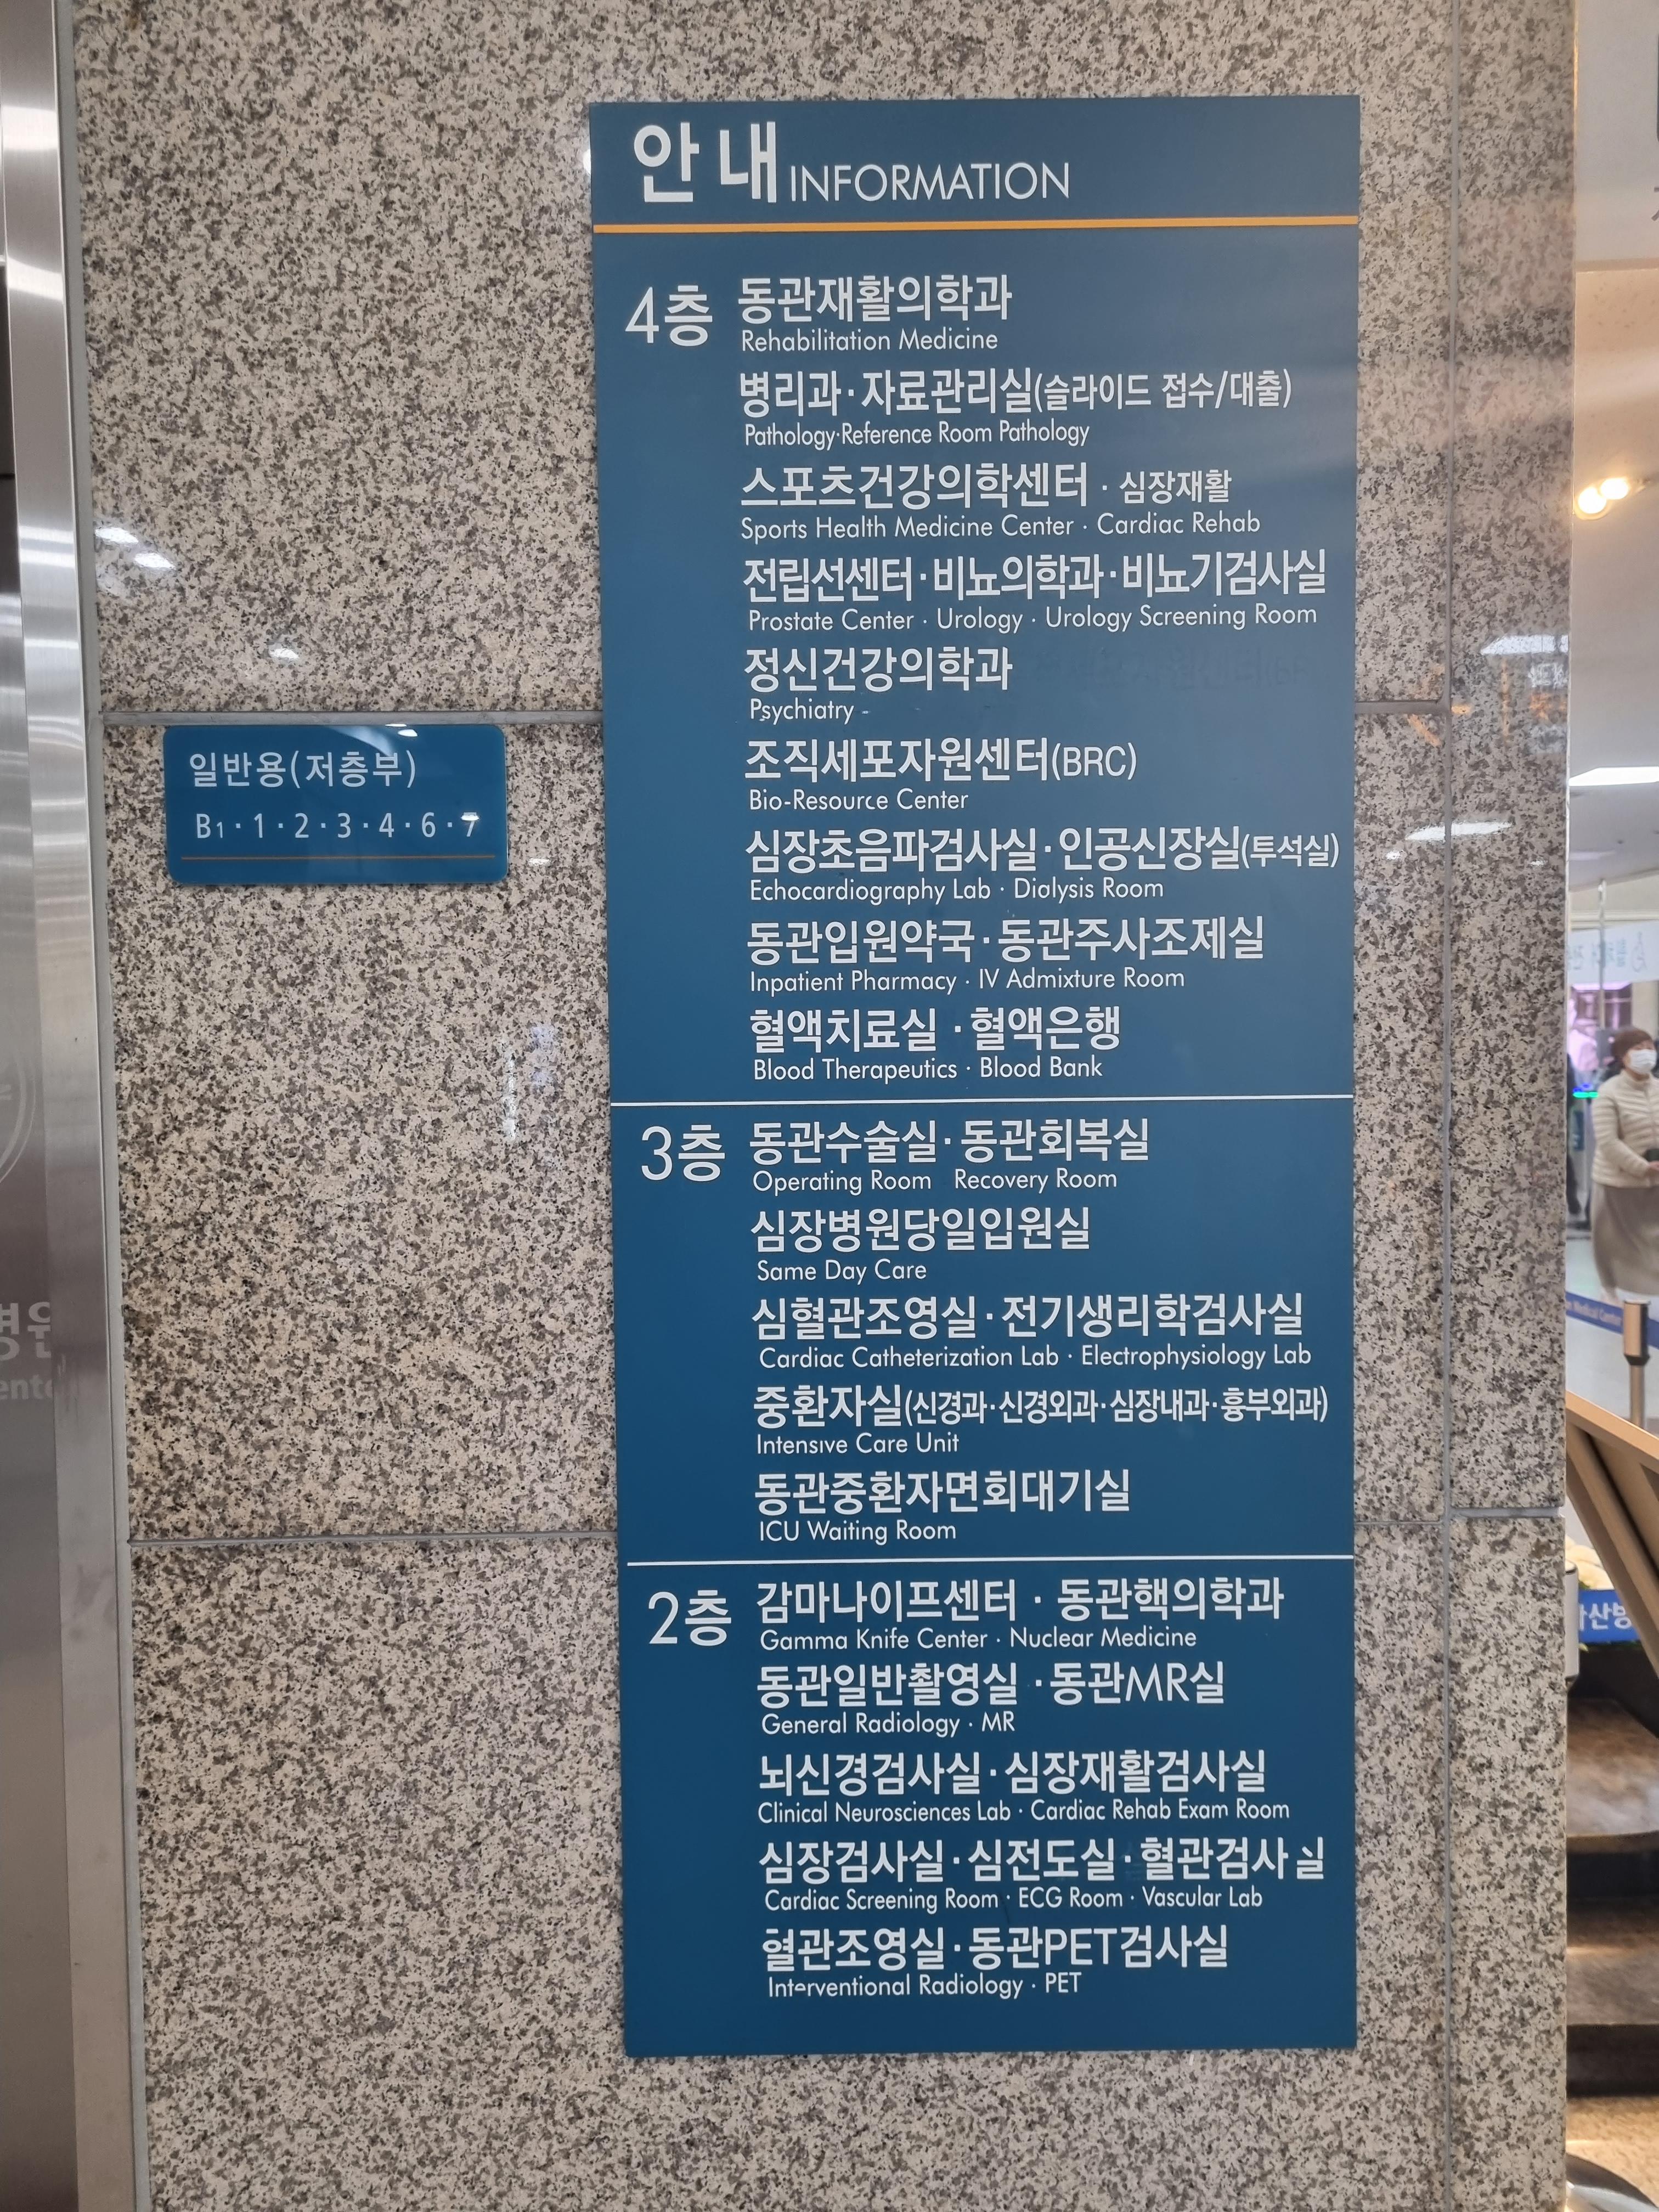 안내 INFORMATION
4층 동관재활의학과
Rehabilitation Medicine
병리과·자료관리실(슬라이드 접수/대출)
Pathology·Reference Room Pathology
스포츠건강의학센터 · 심장재활
Sports Health Medicine Center · Cardiac Rehab
전립선센터·비뇨의학과·비뇨기검사실
Prostate Center · Urology · Urology Screening Room
정신건강의학과
Psychiatry
조직세포자원센터(BRC)
Bio-Resource Center
심장초음파검사실·인공신장실(투석실)
Echocardiography Lab · Dialysis Room
동관입원약국·동관주사조제실
Inpatient Pharmacy · IV Admixture Room
혈액치료실 · 혈액은행
Blood Therapeutics · Blood Bank
3층 동관수술실·동관회복실
Operating Room Recovery Room
심장병원당일입원실
Same Day Care
심혈관조영실·전기생리학검사실
Cardiac Catheterization Lab · Electrophysiology Lab
중환자실(신경과·신경외과·심장내과·흉부외과)
Intensive Care Unit
동관중환자면회대기실
ICU Waiting Room
2층 감마나이프센터 · 동관핵의학과
Gamma Knife Center · Nuclear Medicine
동관일반촬영실 · 동관MR실
General Radiology · MR
뇌신경검사실·심장재활검사실
Clinical Neurosciences Lab · Cardiac Rehab Exam Room
심장검사실·심전도실·혈관검사실
Cardiac Screening Room · ECG Room · Vascular Lab
혈관조영실·동관PET검사실
Interventional Radiology · PET
일반용(저층부)
B1·1·2·3·4·6·7
Medical Center